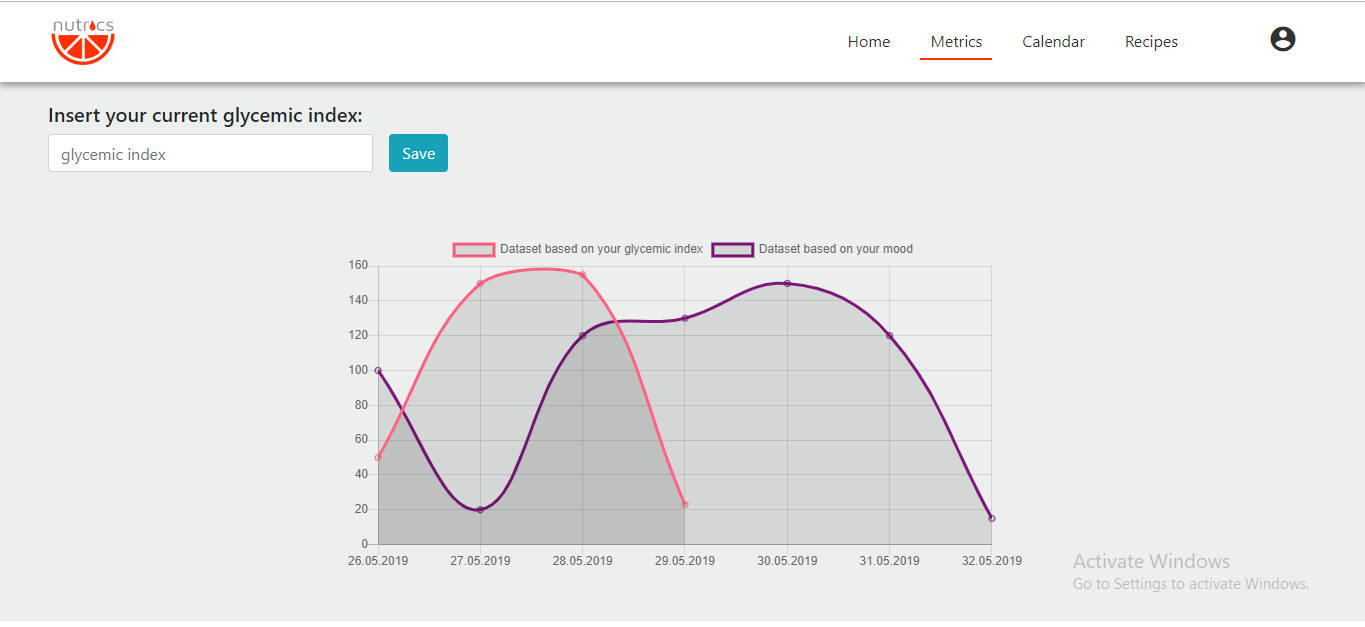 nutrics
Home Metrics Calendar Recipes
Insert your current glycemic index:
glycemic index
Save
Dataset based on your glycemic index Dataset based on your mood
160
140
120
100
80
60
40
20
0
26.05.2019 27.05.2019 28.05.2019 29.05.2019 30.05.2019 31.05.2019 32.05.2019
Activate Windows
Go to Settings to activate Windows.